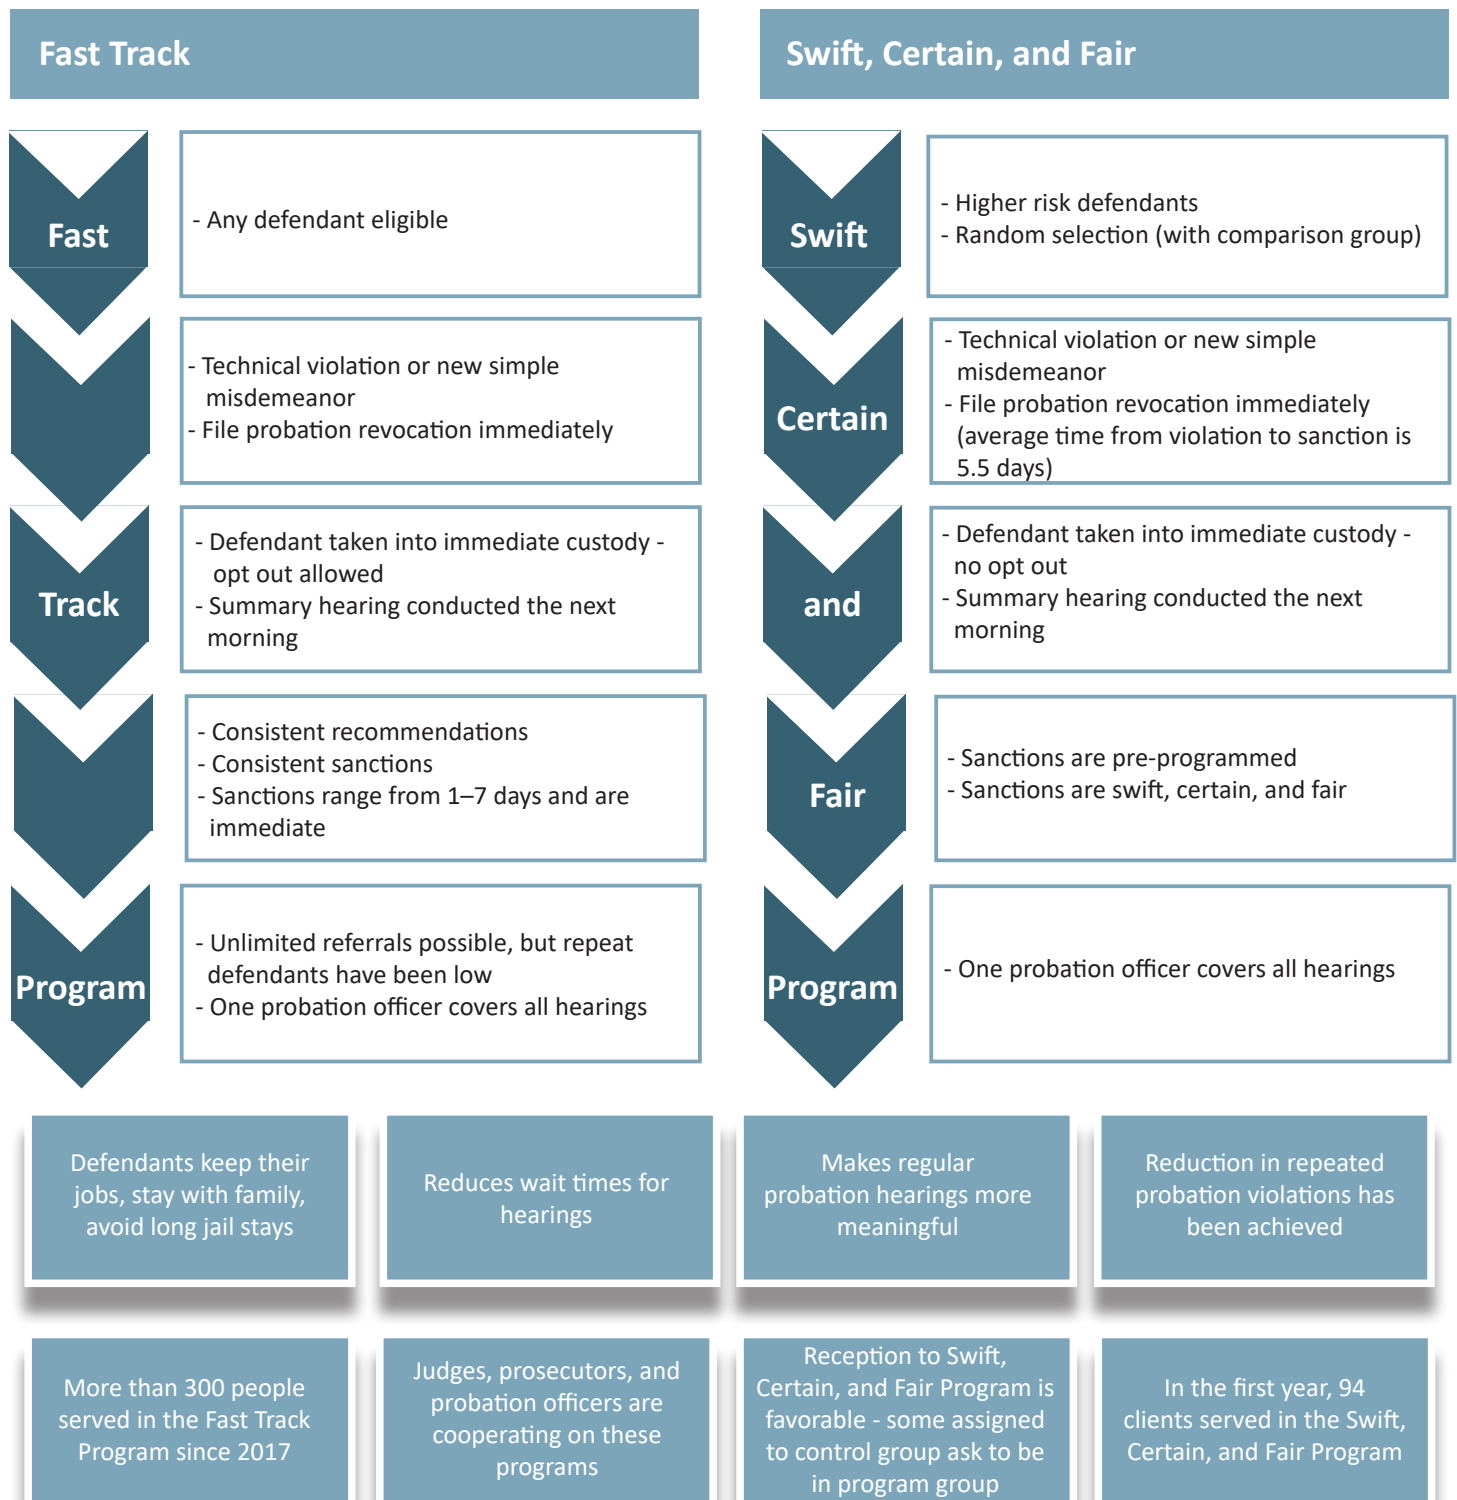 Fast Track
Fast
- Any defendant eligible
- Technical violation or new simple
misdemeanor
- File probation revocation immediately
Track
- Defendant taken into immediate custody -
opt out allowed
- Summary hearing conducted the next
morning
- Consistent recommendations
- Consistent sanctions
- Sanctions range from 1–7 days and are
immediate
Program
- Unlimited referrals possible, but repeat
defendants have been low
- One probation officer covers all hearings
Swift, Certain, and Fair
Swift
- Higher risk defendants
- Random selection (with comparison group)
Certain
- Technical violation or new simple
misdemeanor
- File probation revocation immediately
(average time from violation to sanction is
5.5 days)
and
- Defendant taken into immediate custody -
no opt out
- Summary hearing conducted the next
morning
Fair
- Sanctions are pre-programmed
- Sanctions are swift, certain, and fair
Program
- One probation officer covers all hearings
Defendants keep their
jobs, stay with family,
avoid long jail stays
Reduces wait times for
hearings
Makes regular
probation hearings more
meaningful
Reduction in repeated
probation violations has
been achieved
More than 300 people
served in the Fast Track
Program since 2017
Judges, prosecutors, and
probation officers are
cooperating on these
programs
Reception to Swift,
Certain, and Fair Program is
favorable - some assigned
to control group ask to be
in program group
In the first year, 94
clients served in the Swift,
Certain, and Fair Program